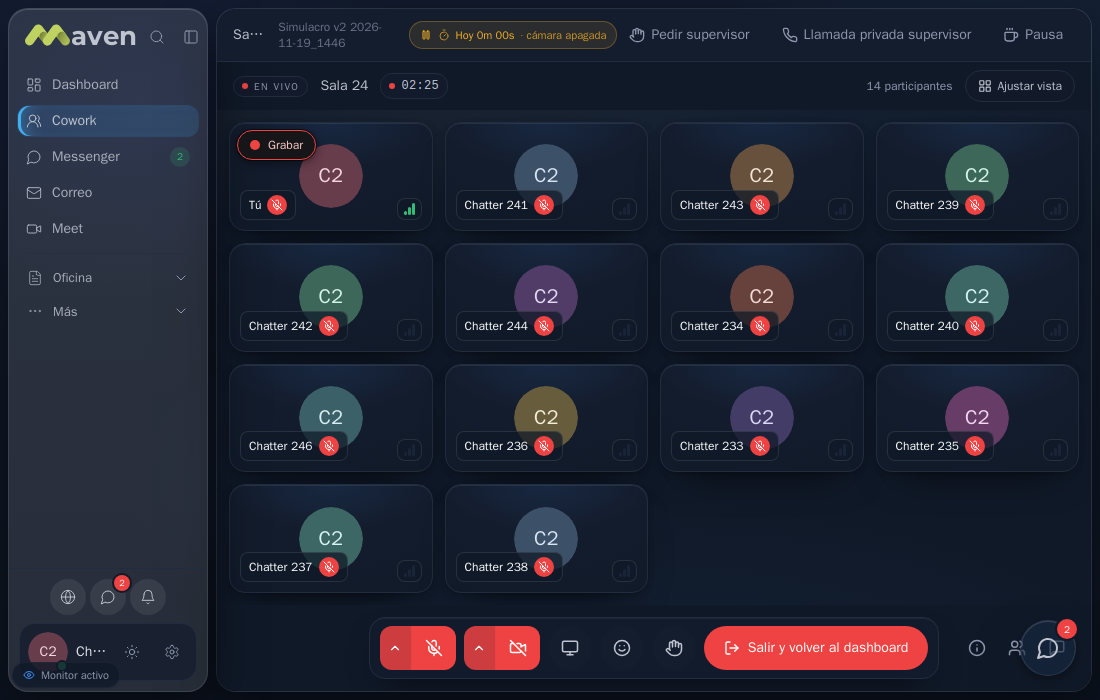 Maven
Dashboard
Cowork
Messenger
2
Correo
Meet
Oficina
Más
2
C2
Ch···
Monitor activo
Sa···
Simulacro v2 2026-
11-19_1446
Hoy 0m 00s · cámara apagada
Pedir supervisor
Llamada privada supervisor
Pausa
EN VIVO
Sala 24
02:25
14 participantes
Ajustar vista
Grabar
C2
Tú
C2
Chatter 241
C2
Chatter 243
C2
Chatter 239
C2
Chatter 242
C2
Chatter 244
C2
Chatter 234
C2
Chatter 240
C2
Chatter 246
C2
Chatter 236
C2
Chatter 233
C2
Chatter 235
C2
Chatter 237
C2
Chatter 238
Salir y volver al dashboard
2